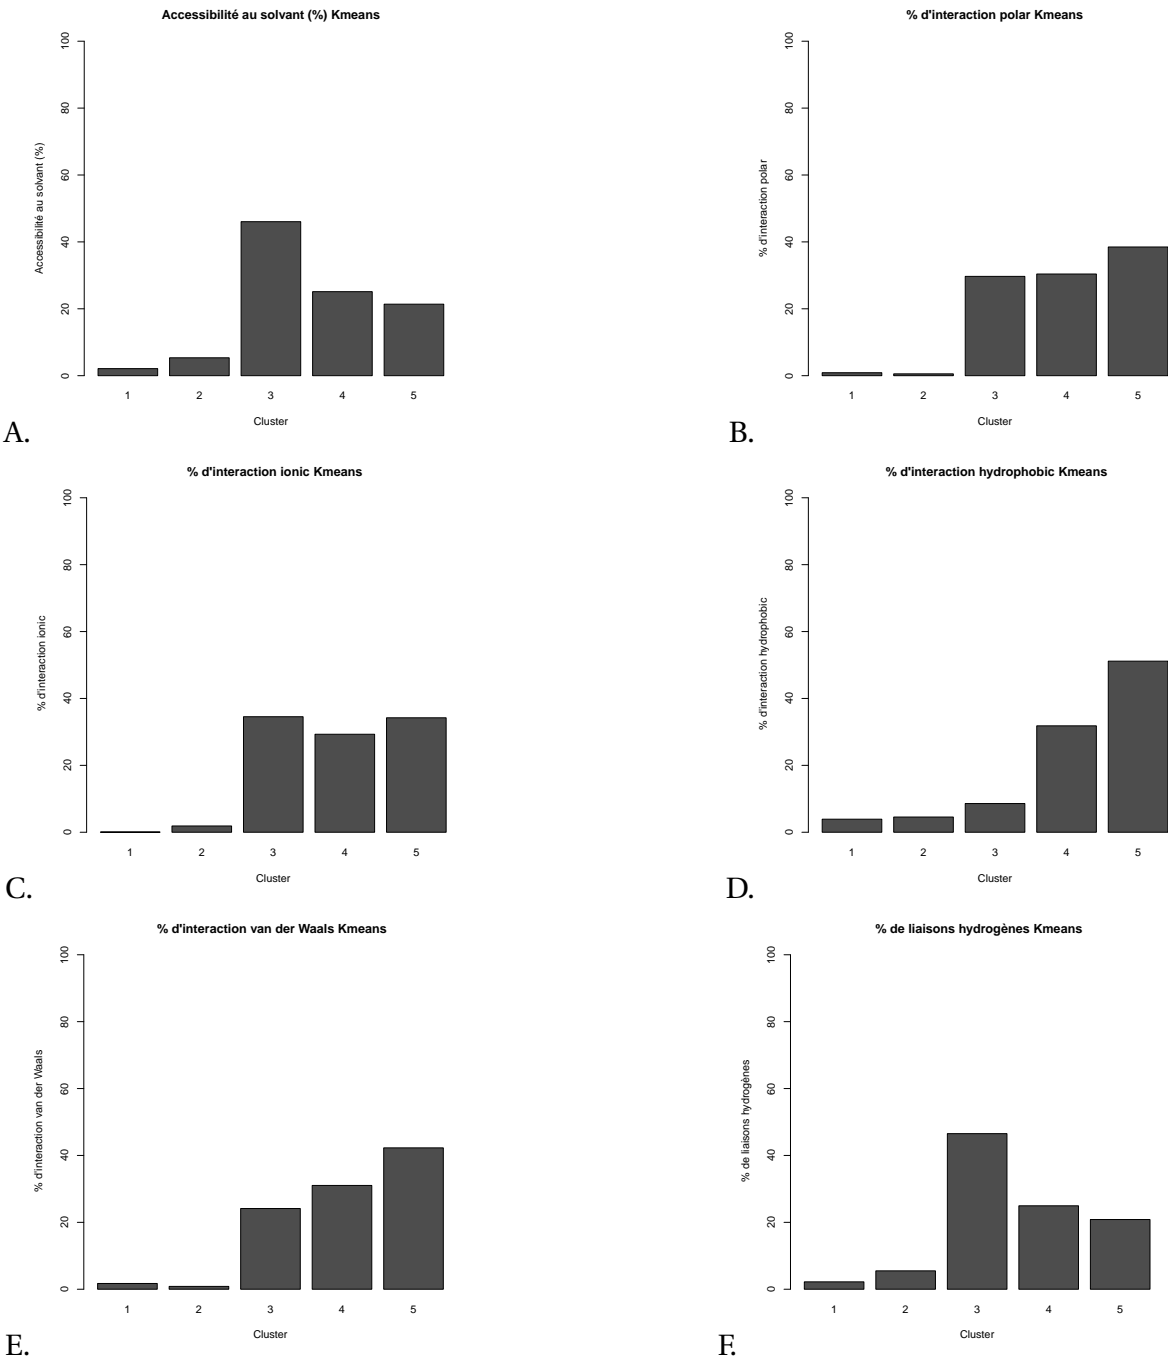 Accessibilité au solvant (%) Kmeans
Accessibilité au solvant (%)
0 20 40 60 80 100
1 2 3 4 5
Cluster
A.
% d'interaction polar Kmeans
% d'interaction polar
0 20 40 60 80 100
1 2 3 4 5
Cluster
B.
% d'interaction ionic Kmeans
% d'interaction ionic
0 20 40 60 80 100
1 2 3 4 5
Cluster
C.
% d'interaction hydrophobic Kmeans
% d'interaction hydrophobic
0 20 40 60 80 100
1 2 3 4 5
Cluster
D.
% d'interaction van der Waals Kmeans
% d'interaction van der Waals
0 20 40 60 80 100
1 2 3 4 5
Cluster
E.
% de liaisons hydrogènes Kmeans
% de liaisons hydrogènes
0 20 40 60 80 100
1 2 3 4 5
Cluster
F.